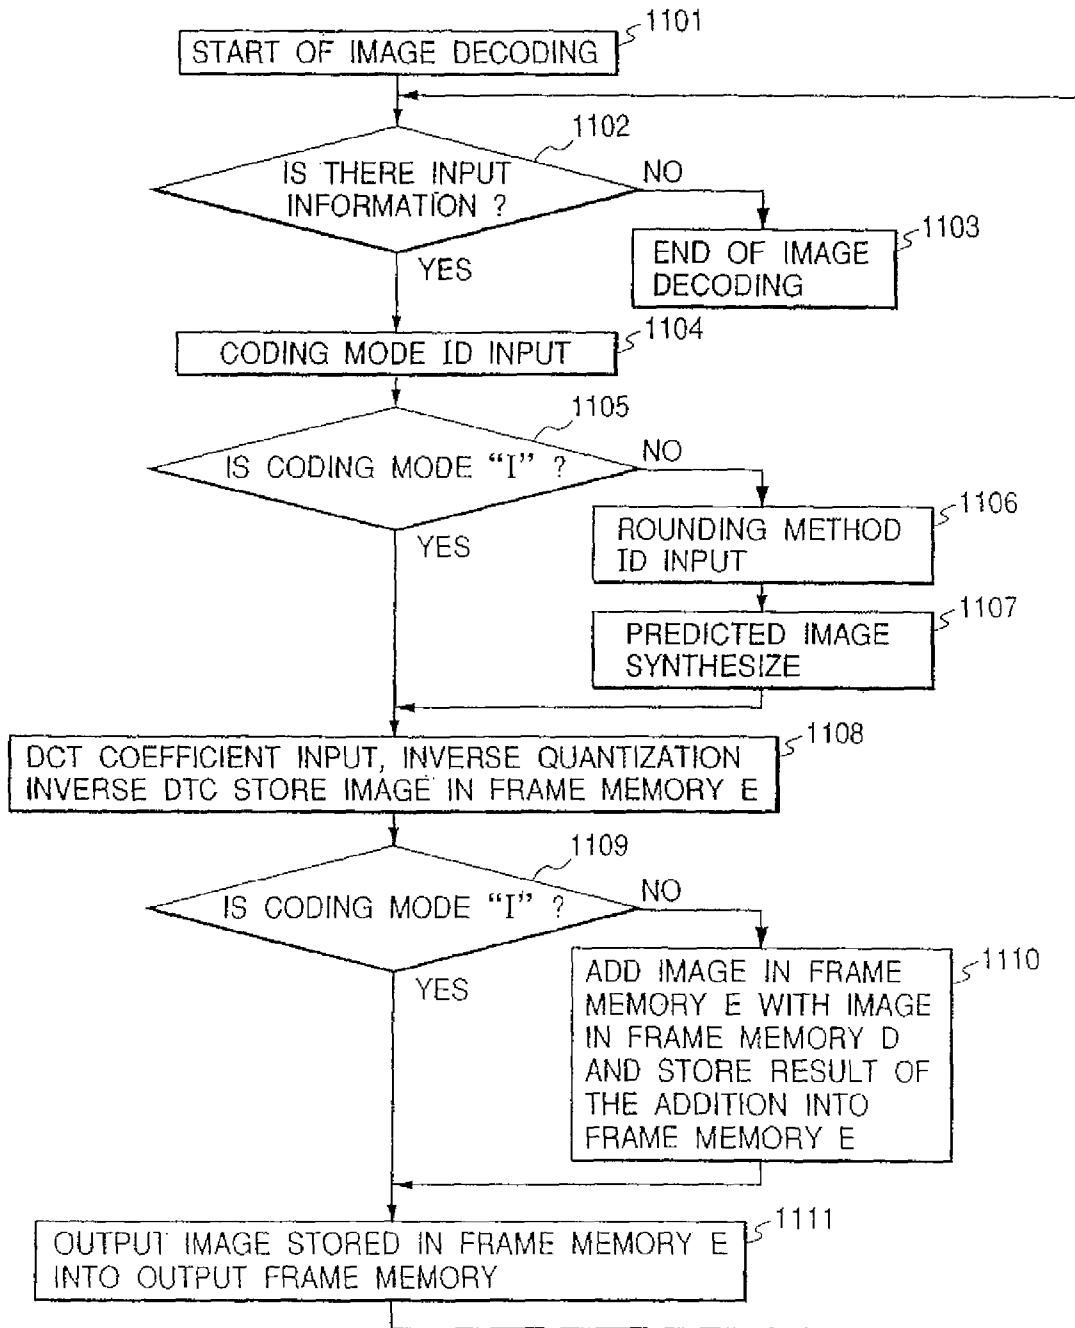 1101
START OF IMAGE DECODING
1102
IS THERE INPUT
INFORMATION ?
NO
1103
END OF IMAGE
DECODING
YES
1104
CODING MODE ID INPUT
1105
IS CODING MODE “I” ?
NO
1106
ROUNDING METHOD
ID INPUT
YES
1107
PREDICTED IMAGE
SYNTHESIZE
1108
DCT COEFFICIENT INPUT, INVERSE QUANTIZATION
INVERSE DTC STORE IMAGE IN FRAME MEMORY E
1109
IS CODING MODE “I” ?
NO
1110
ADD IMAGE IN FRAME
MEMORY E WITH IMAGE
IN FRAME MEMORY D
AND STORE RESULT OF
THE ADDITION INTO
FRAME MEMORY E
YES
1111
OUTPUT IMAGE STORED IN FRAME MEMORY E
INTO OUTPUT FRAME MEMORY